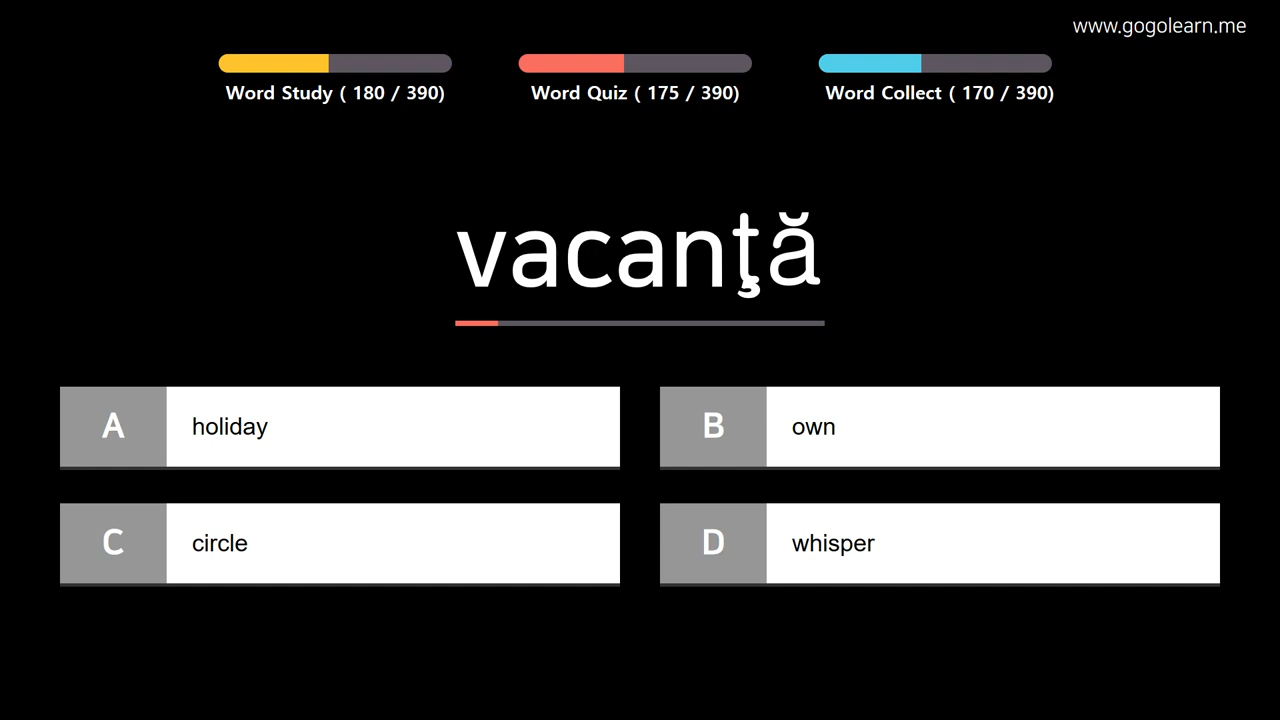 www.gogolearn.me
Word Study ( 180 / 390)
Word Quiz ( 175 / 390)
Word Collect ( 170 / 390)
vacanţă
A holiday
B own
C circle
D whisper